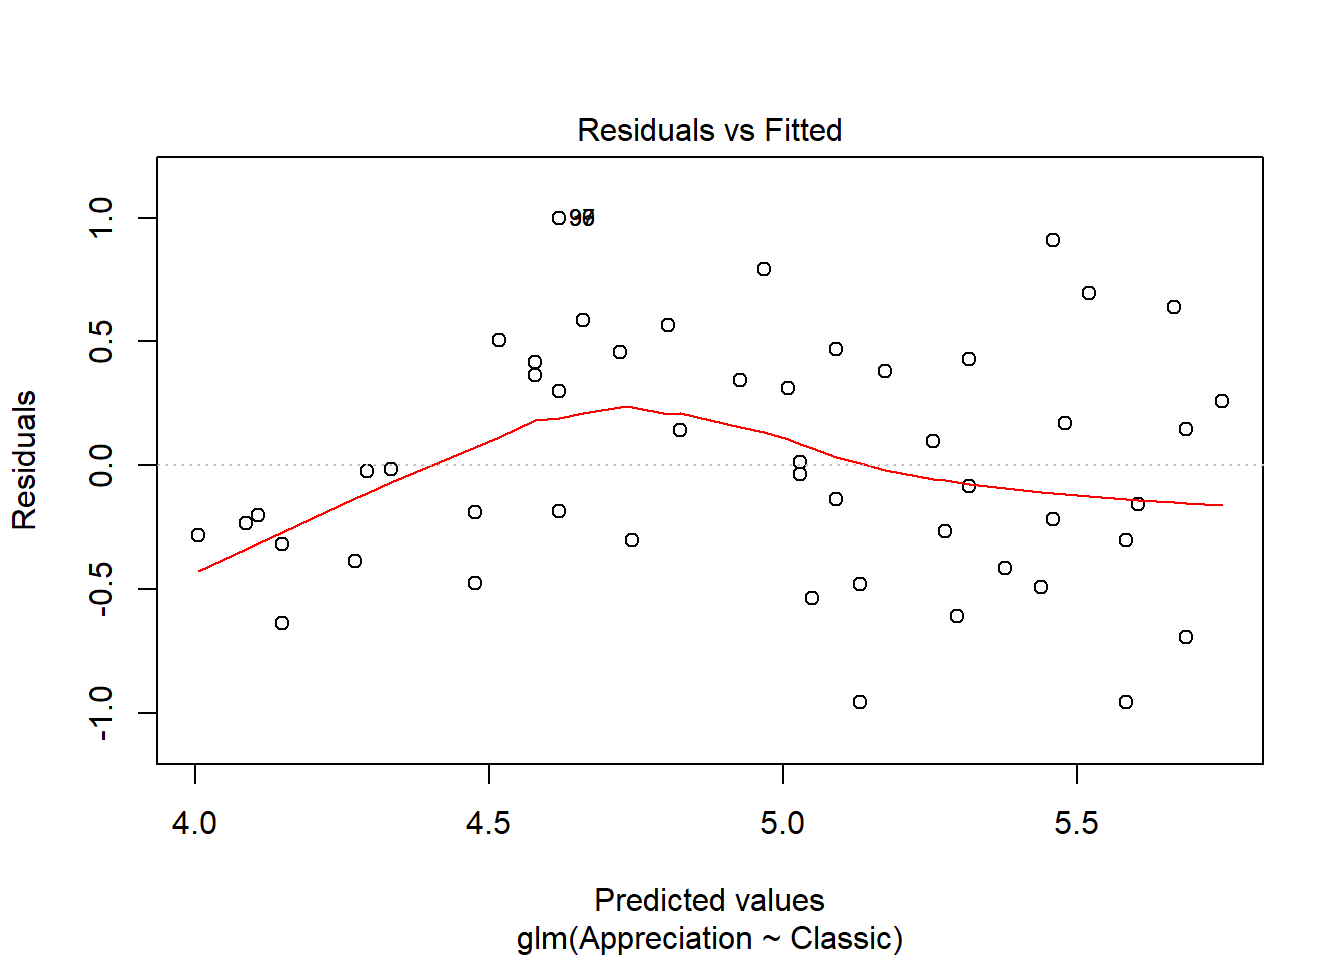 Residuals vs Fitted
1.0
0.5
0.0
-0.5
-1.0
Residuals
4.0 4.5 5.0 5.5
Predicted values
glm(Appreciation ~ Classic)